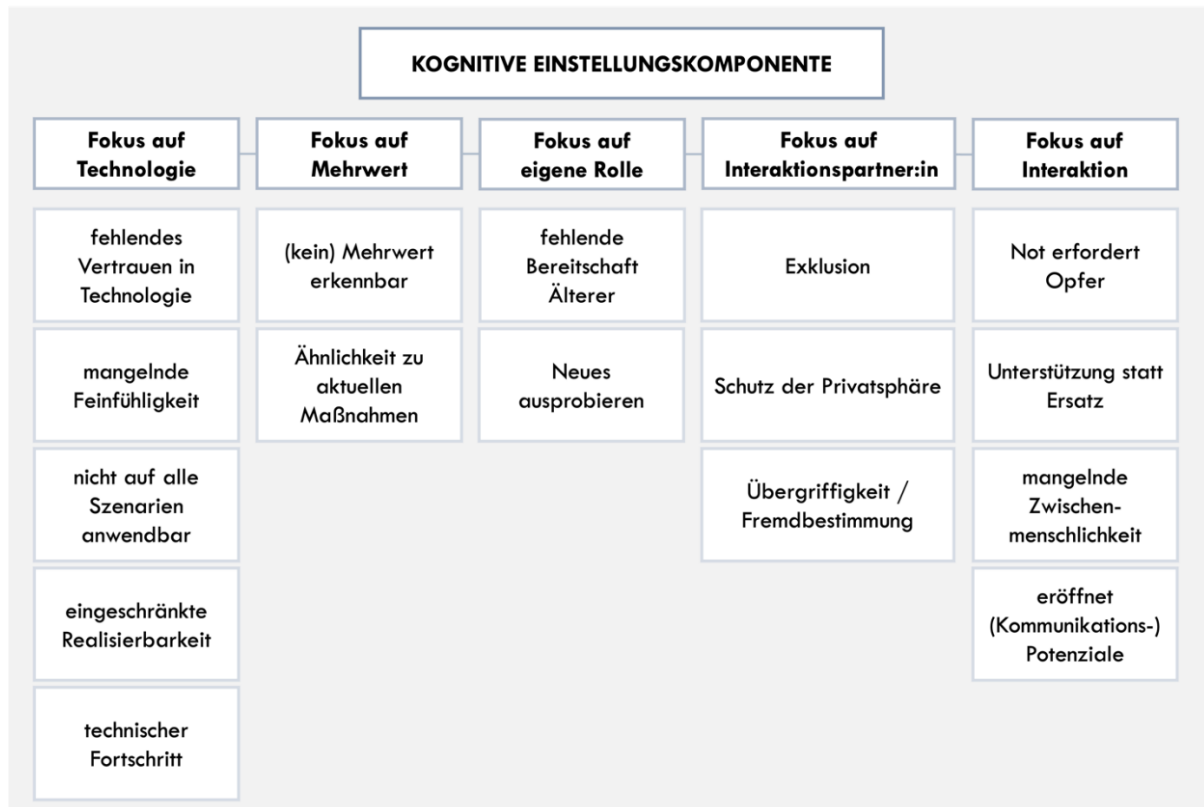 KOGNITIVE EINSTELLUNGSKOMPONENTE
Fokus auf
Technologie
Fokus auf
Mehrwert
Fokus auf
eigene Rolle
Fokus auf
Interaktionspartner:in
Fokus auf
Interaktion
fehlendes
Vertrauen in
Technologie
(kein) Mehrwert
erkennbar
fehlende
Bereitschaft
Älterer
Exklusion
Not erfordert
Opfer
mangelnde
Feinfühligkeit
Ähnlichkeit zu
aktuellen
Maßnahmen
Neues
ausprobieren
Schutz der Privatsphäre
Unterstützung statt
Ersatz
nicht auf alle
Szenarien
anwendbar
Übergriffigkeit /
Fremdbestimmung
mangelnde
Zwischen-
menschlichkeit
eingeschränkte
Realisierbarkeit
eröffnet
(Kommunikations-)
Potenziale
technischer
Fortschritt